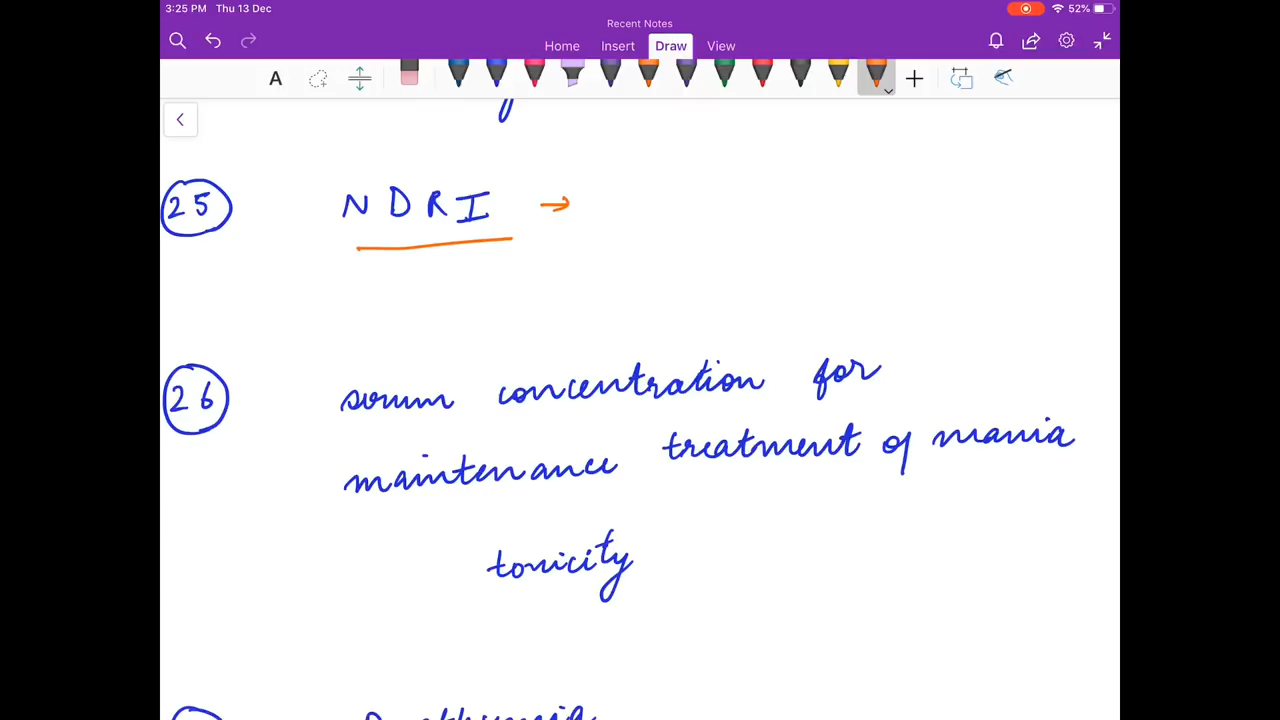 3:25 PM Thu 13 Dec
52%
Recent Notes
Home Insert Draw View
A
25 NDRI →
26 serum concentration for
maintenance treatment of mania
toxicity